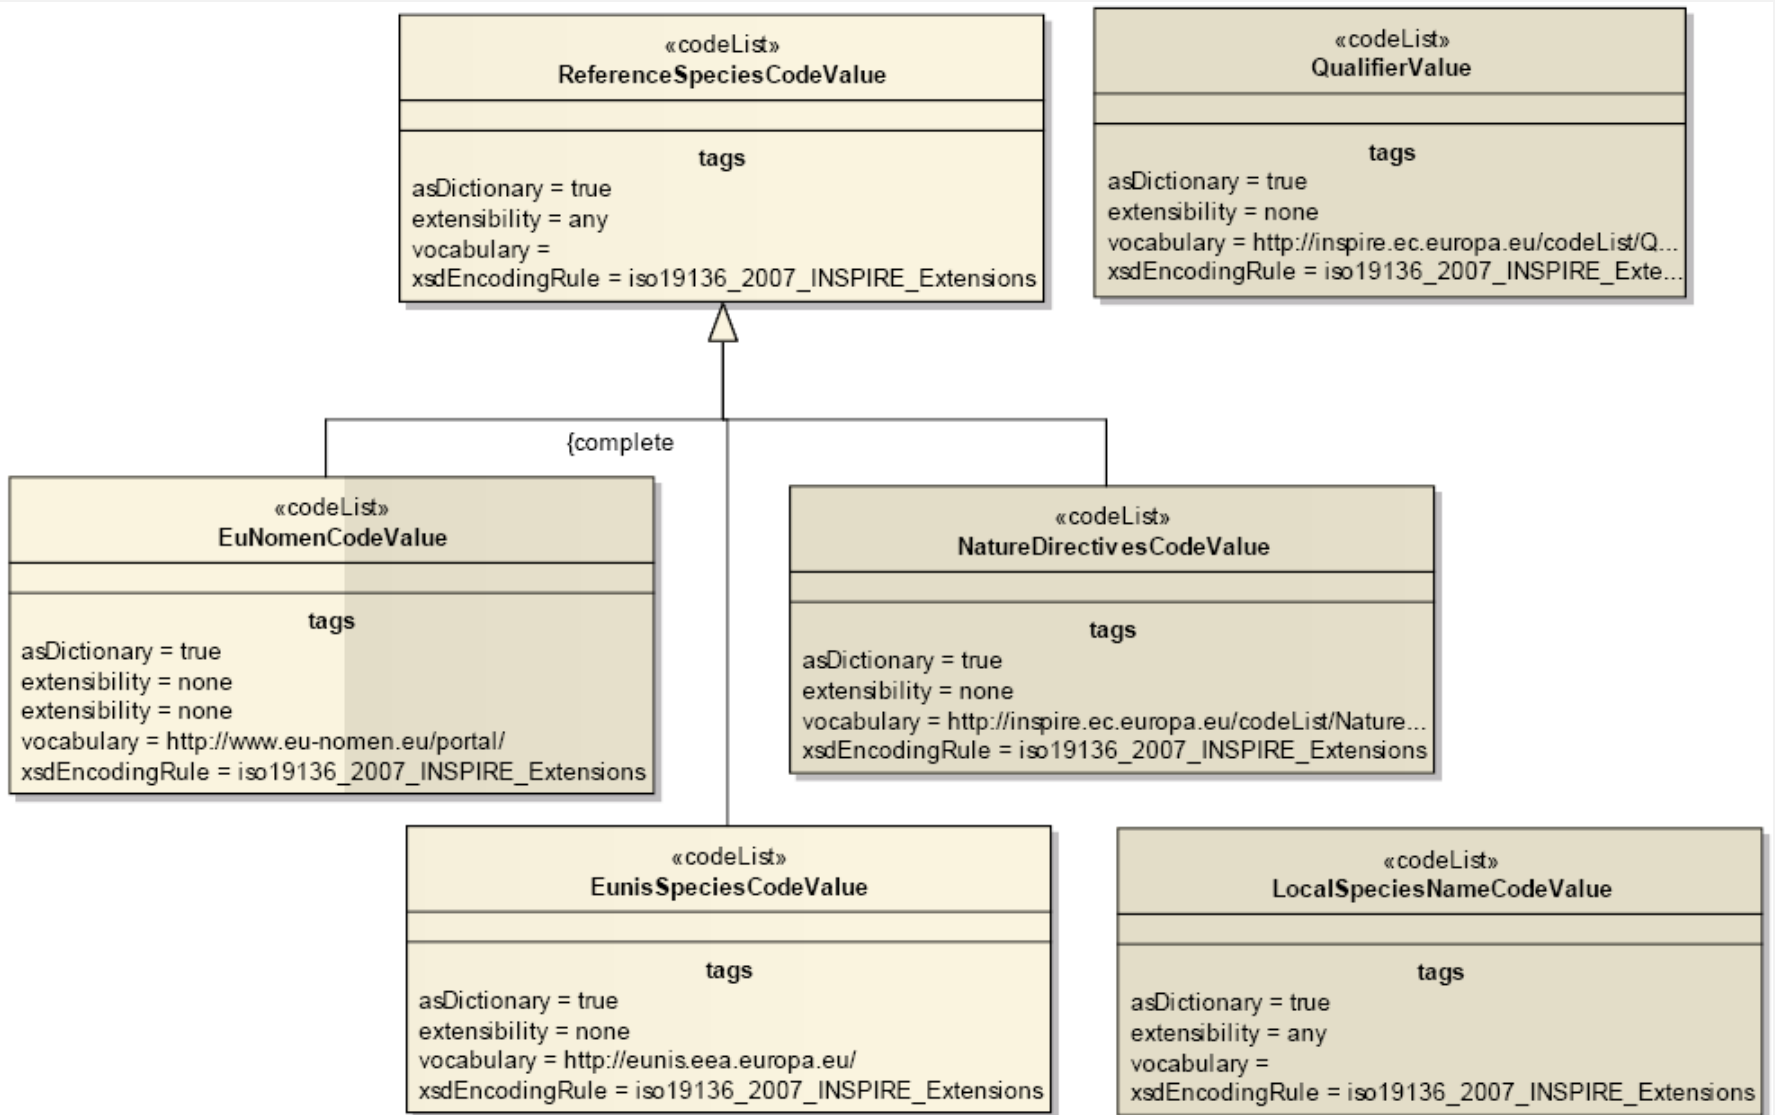 «codeList»
ReferenceSpeciesCodeValue
tags
asDictionary = true
extensibility = any
vocabulary =
xsdEncodingRule = iso19136_2007_INSPIRE_Extensions
«codeList»
QualifierValue
tags
asDictionary = true
extensibility = none
vocabulary = http://inspire.ec.europa.eu/codeList/Q...
xsdEncodingRule = iso19136_2007_INSPIRE_Exte...
{complete
«codeList»
EuNomenCodeValue
tags
asDictionary = true
extensibility = none
extensibility = none
vocabulary = http://www.eu-nomen.eu/portal/
xsdEncodingRule = iso19136_2007_INSPIRE_Extensions
«codeList»
NatureDirectivesCodeValue
tags
asDictionary = true
extensibility = none
vocabulary = http://inspire.ec.europa.eu/codeList/Nature...
xsdEncodingRule = iso19136_2007_INSPIRE_Extensions
«codeList»
EunisSpeciesCodeValue
tags
asDictionary = true
extensibility = none
vocabulary = http://eunis.eea.europa.eu/
xsdEncodingRule = iso19136_2007_INSPIRE_Extensions
«codeList»
LocalSpeciesNameCodeValue
tags
asDictionary = true
extensibility = any
vocabulary =
xsdEncodingRule = iso19136_2007_INSPIRE_Extensions